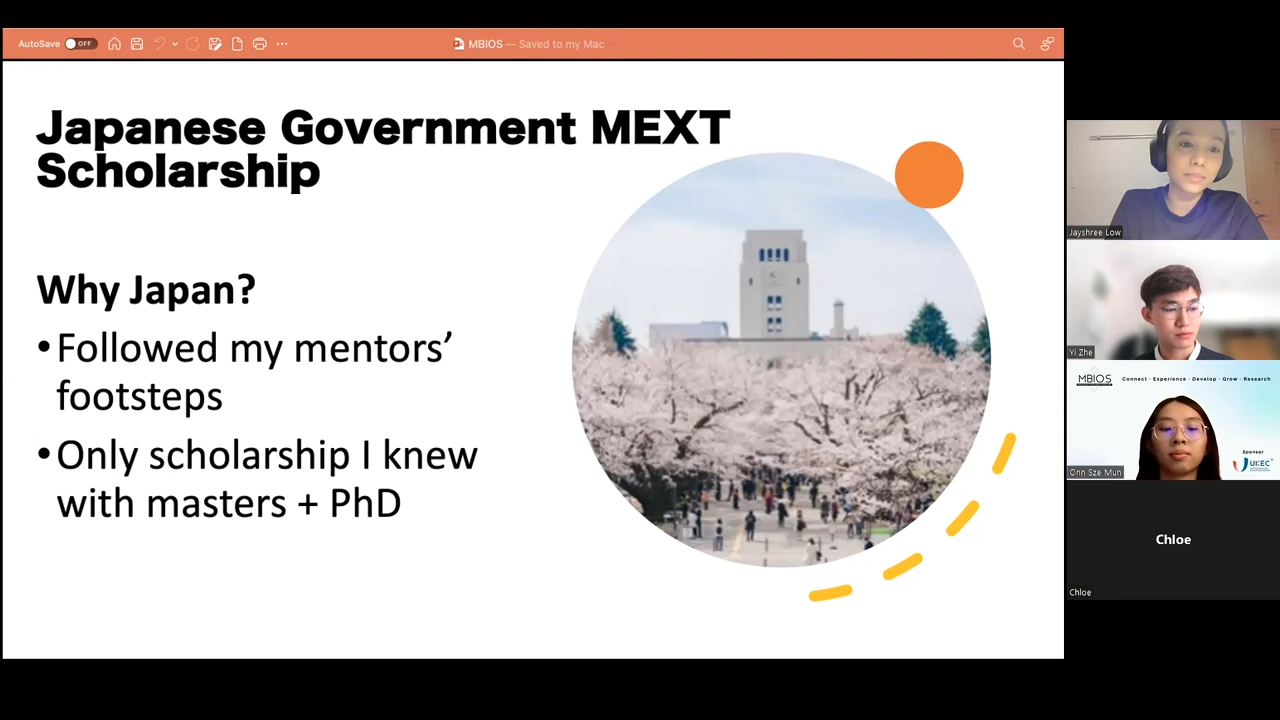 AutoSave OFF
MBIOS — Saved to my Mac
Japanese Government MEXT
Scholarship
Why Japan?
•Followed my mentors’
footsteps
•Only scholarship I knew
with masters + PhD
Jayshree Low
Yi Zhe
MBIOS
Connect · Experience · Develop · Grow · Research
Sponsor
UKEC
Onn Sze Mun
Chloe
Chloe